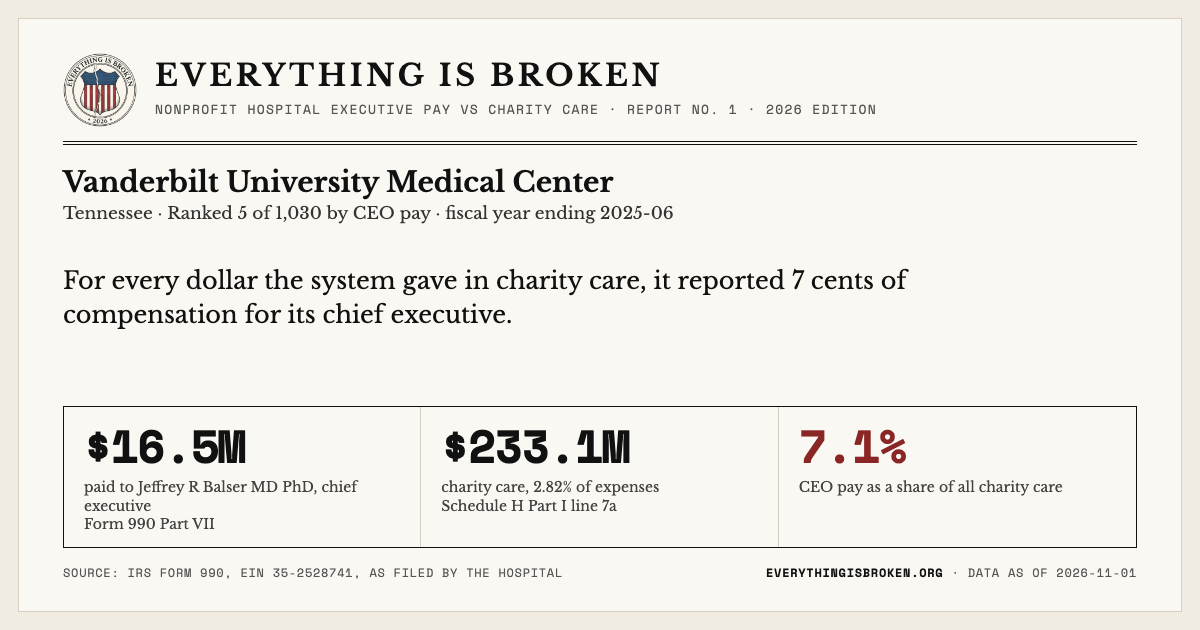 EVERYTHING IS BROKEN
· 2026 ·
EVERYTHING IS BROKEN
NONPROFIT HOSPITAL EXECUTIVE PAY VS CHARITY CARE · REPORT NO. 1 · 2026 EDITION
Vanderbilt University Medical Center
Tennessee · Ranked 5 of 1,030 by CEO pay · fiscal year ending 2025-06
For every dollar the system gave in charity care, it reported 7 cents of
compensation for its chief executive.
$16.5M
paid to Jeffrey R Balser MD PhD, chief
executive
Form 990 Part VII
$233.1M
charity care, 2.82% of expenses
Schedule H Part I line 7a
7.1%
CEO pay as a share of all charity care
SOURCE: IRS FORM 990, EIN 35-2528741, AS FILED BY THE HOSPITAL
EVERYTHINGISBROKEN.ORG · DATA AS OF 2026-11-01